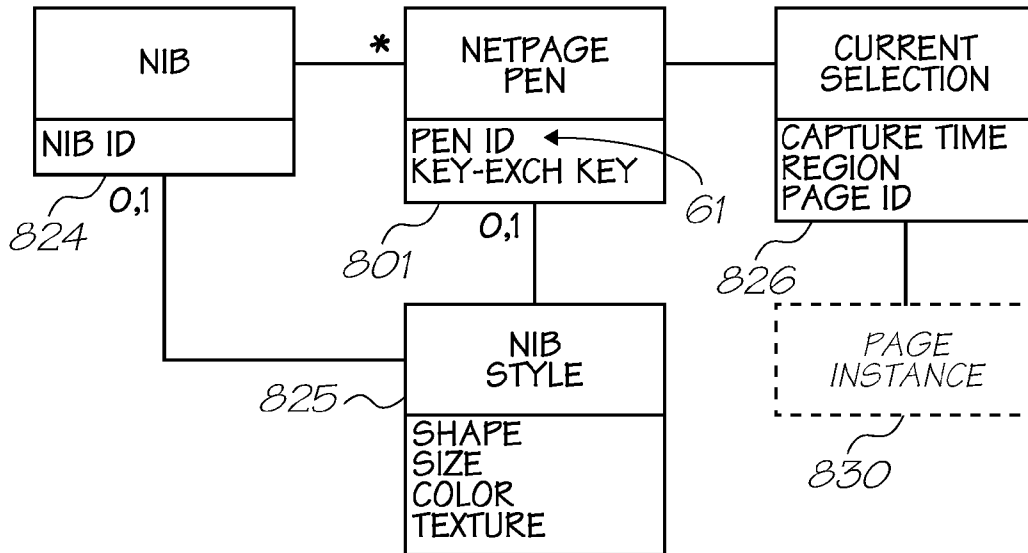 NIB
NIB ID
824
0,1
*
NETPAGE
PEN
PEN ID
KEY-EXCH KEY
61
801
0,1
CURRENT
SELECTION
CAPTURE TIME
REGION
PAGE ID
826
NIB
STYLE
825
SHAPE
SIZE
COLOR
TEXTURE
PAGE
INSTANCE
830